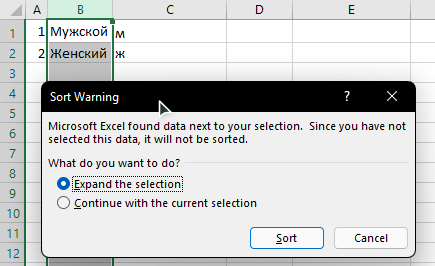 A B C D E
1 1 Мужской м
2 2 Женский ж
3
4
5
6
7
8
9
10
11
12
Sort Warning ? ×
Microsoft Excel found data next to your selection. Since you have not
selected this data, it will not be sorted.
What do you want to do?
Expand the selection
Continue with the current selection
Sort Cancel